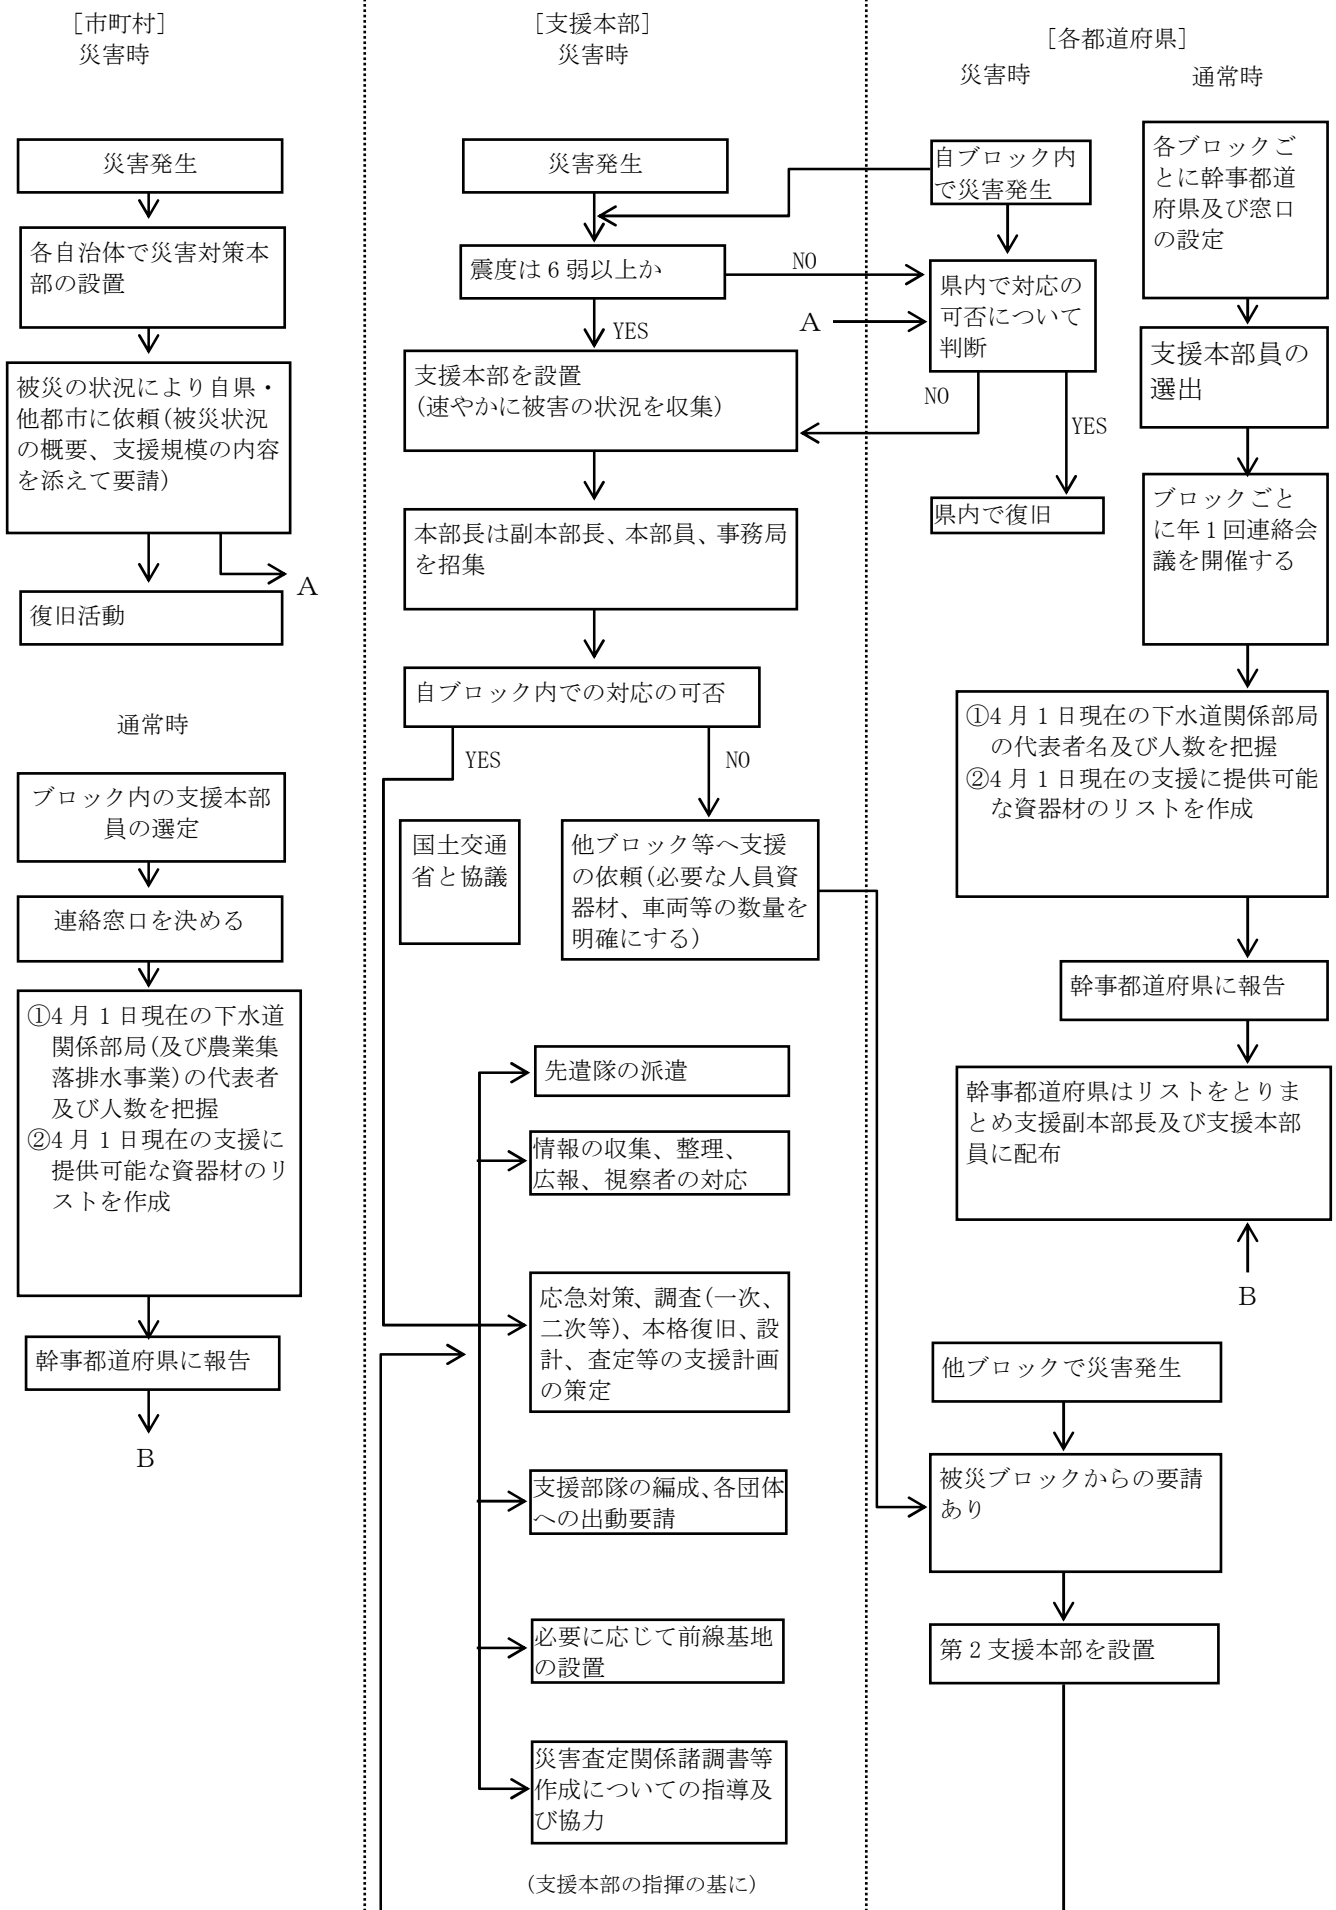 [市町村]
災害時
災害発生
各自治体で災害対策本
部の設置
被災の状況により自県・
他都市に依頼(被災状況
の概要、支援規模の内容
を添えて要請)
A
復旧活動
通常時
ブロック内の支援本部
員の選定
連絡窓口を決める
①4月1日現在の下水道
関係部局(及び農業集
落排水事業)の代表者
及び人数を把握
②4月1日現在の支援に
提供可能な資器材のリ
ストを作成
幹事都道府県に報告
B
[支援本部]
災害時
災害発生
震度は6弱以上か
NO
YES
支援本部を設置
(速やかに被害の状況を収集)
本部長は副本部長、本部員、事務局
を招集
自ブロック内での対応の可否
YES
NO
国土交通
省と協議
他ブロック等へ支援
の依頼(必要な人員資
器材、車両等の数量を
明確にする)
先遣隊の派遣
情報の収集、整理、
広報、視察者の対応
応急対策、調査(一次、
二次等)、本格復旧、設
計、査定等の支援計画
の策定
支援部隊の編成、各団体
への出動要請
必要に応じて前線基地
の設置
災害査定関係諸調書等
作成についての指導及
び協力
(支援本部の指揮の基に)
[各都道府県]
災害時
自ブロック内
で災害発生
A
県内で対応の
可否について
判断
NO
YES
県内で復旧
通常時
各ブロックご
とに幹事都道
府県及び窓口
の設定
支援本部員の
選出
ブロックごと
に年1回連絡会
議を開催する
①4月1日現在の下水道関係部局
の代表者名及び人数を把握
②4月1日現在の支援に提供可能
な資器材のリストを作成
幹事都道府県に報告
幹事都道府県はリストをとりま
とめ支援副本部長及び支援本部
員に配布
B
他ブロックで災害発生
被災ブロックからの要請
あり
第2支援本部を設置